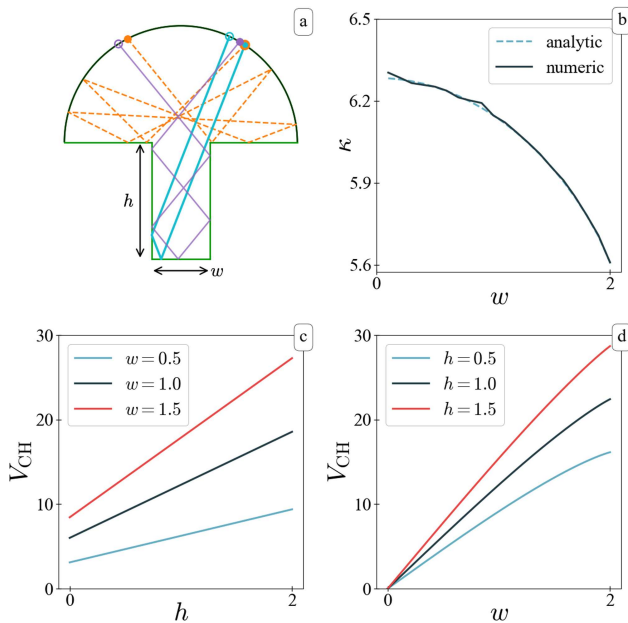 a
h
w
b
6.5
6.2
5.9
5.6
κ
analytic
numeric
0
2
w
c
30
20
10
0
V_CH
w = 0.5
w = 1.0
w = 1.5
0
2
h
d
30
20
10
0
V_CH
h = 0.5
h = 1.0
h = 1.5
0
2
w